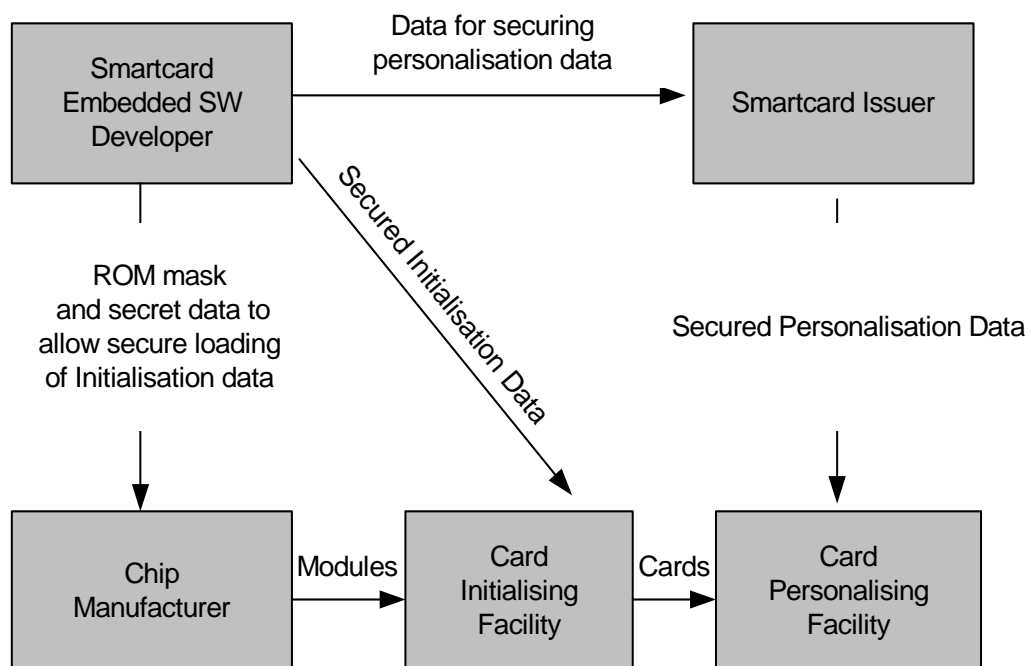 Data for securing
personalisation data
Smartcard
Embedded SW
Developer
Smartcard Issuer
Secured Initialisation Data
ROM mask
and secret data to
allow secure loading
of Initialisation data
Secured Personalisation Data
Chip
Manufacturer
Modules
Card
Initialising
Facility
Cards
Card
Personalising
Facility